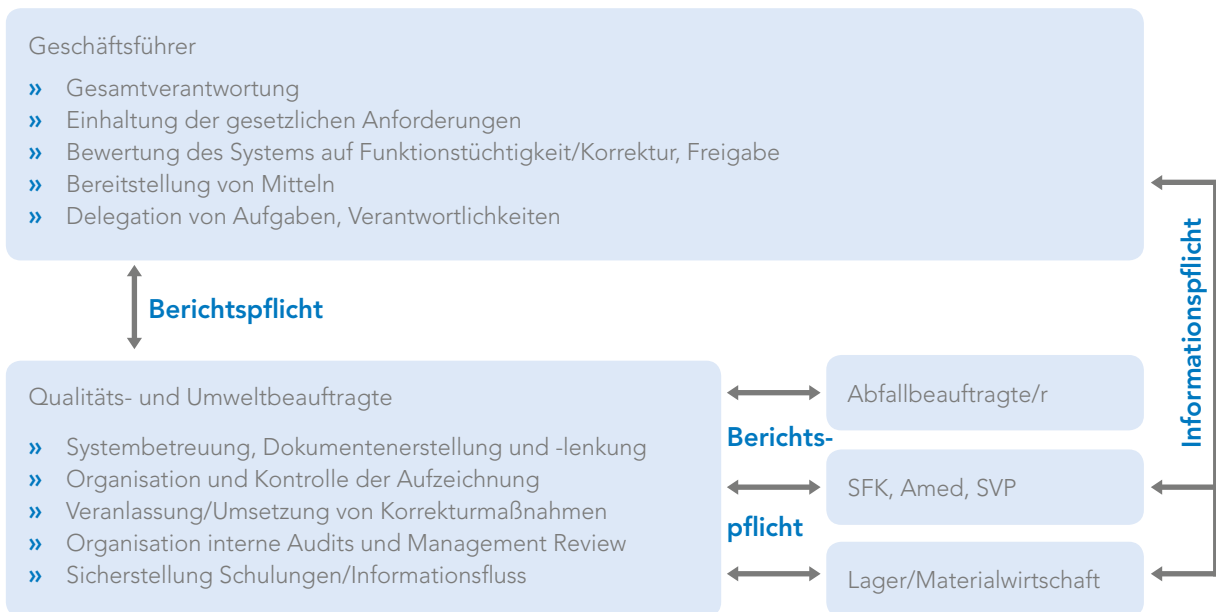 Geschäftsführer
» Gesamtverantwortung
» Einhaltung der gesetzlichen Anforderungen
» Bewertung des Systems auf Funktionstüchtigkeit/Korrektur, Freigabe
» Bereitstellung von Mitteln
» Delegation von Aufgaben, Verantwortlichkeiten
Informationspflicht
Berichtspflicht
Qualitäts- und Umweltbeauftragte
» Systembetreuung, Dokumentenerstellung und -lenkung
» Organisation und Kontrolle der Aufzeichnung
» Veranlassung/Umsetzung von Korrekturmaßnahmen
» Organisation interne Audits und Management Review
» Sicherstellung Schulungen/Informationsfluss
Berichts-
pflicht
Abfallbeauftragte/r
SFK, Amed, SVP
Lager/Materialwirtschaft